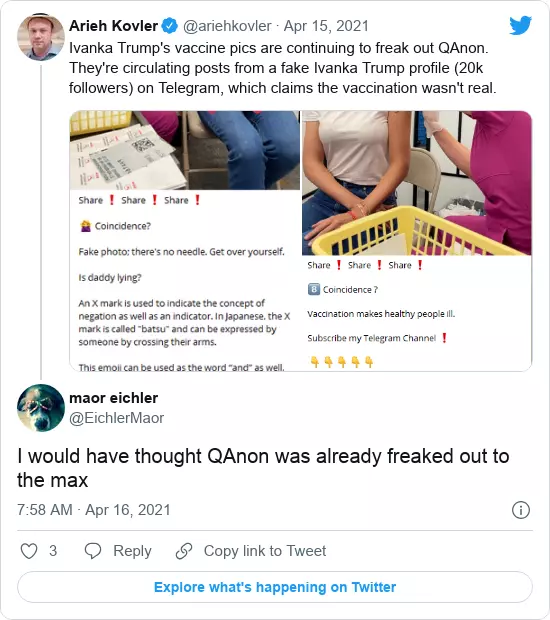 Arieh Kovler @ariehkovler · Apr 15, 2021
Ivanka Trump's vaccine pics are continuing to freak out QAnon.
They're circulating posts from a fake Ivanka Trump profile (20k
followers) on Telegram, which claims the vaccination wasn't real.
Share ❗ Share ❗ Share ❗
🤷‍♀️ Coincidence?
Fake photo; there's no needle. Get over yourself.
Is daddy lying?
An X mark is used to indicate the concept of
negation as well as an indicator. In Japanese, the X
mark is called "batsu" and can be expressed by
someone by crossing their arms.
This emoji can be used as the word "and" as well.
Share ❗ Share ❗ Share ❗
8️⃣ Coincidence ?
Vaccination makes healthy people ill.
Subscribe my Telegram Channel ❗
👇👇👇👇👇
maor eichler
@EichlerMaor
I would have thought QAnon was already freaked out to
the max
7:58 AM · Apr 16, 2021
3 Reply Copy link to Tweet
Explore what's happening on Twitter